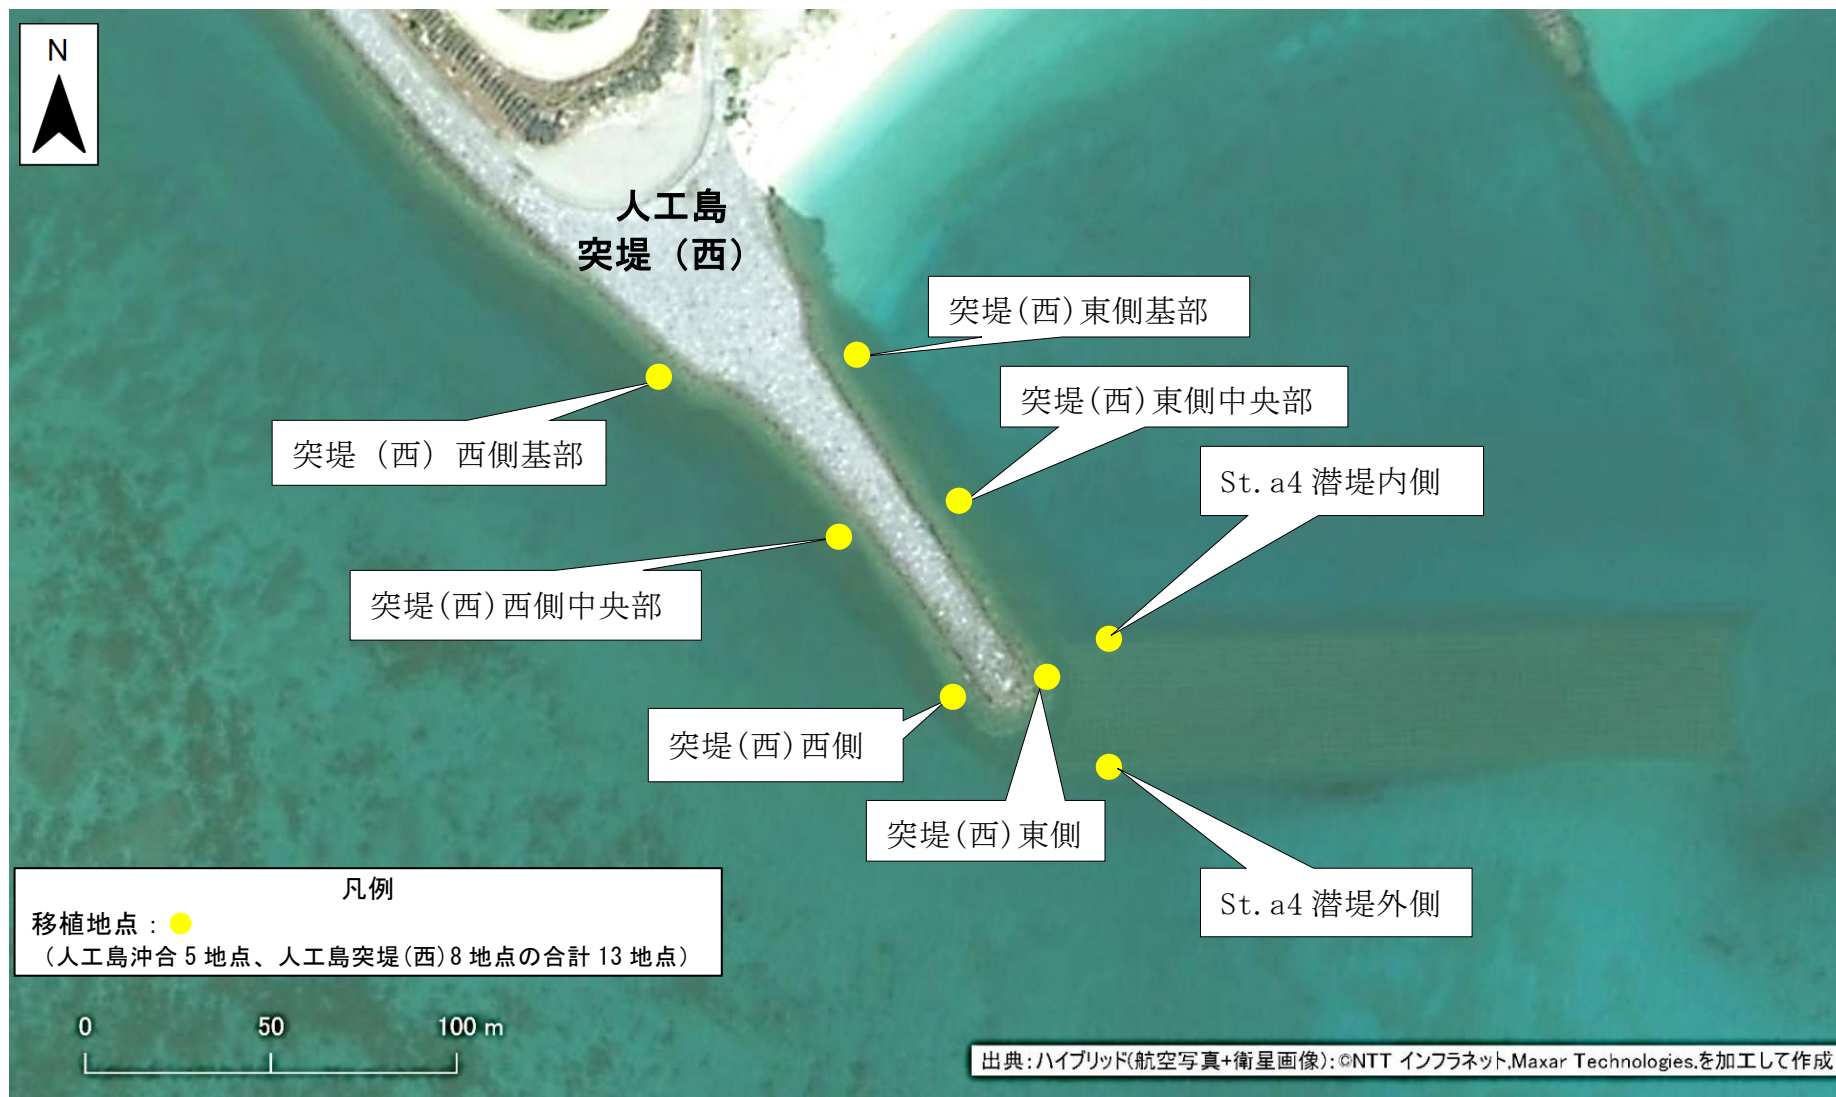 N
人工島
突堤（西）
突堤(西)東側基部
突堤(西)東側中央部
突堤（西）西側基部
St.a4 潜堤内側
突堤(西)西側中央部
突堤(西)西側
突堤(西)東側
St.a4 潜堤外側
凡例
移植地点：
（人工島沖合 5 地点、人工島突堤(西)8 地点の合計 13 地点）
0 50 100 m
出典：ハイブリッド(航空写真+衛星画像)：©NTT インフラネット,Maxar Technologies.を加工して作成